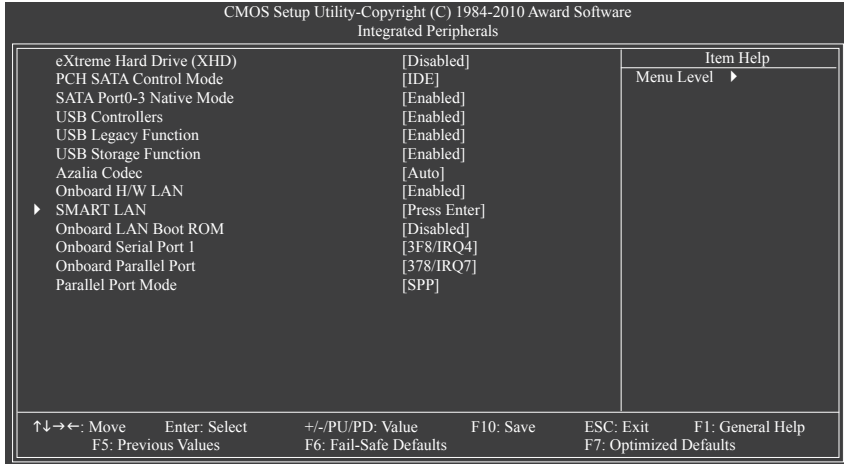 CMOS Setup Utility-Copyright (C) 1984-2010 Award Software
Integrated Peripherals
eXtreme Hard Drive (XHD) [Disabled]
PCH SATA Control Mode [IDE]
SATA Port0-3 Native Mode [Enabled]
USB Controllers [Enabled]
USB Legacy Function [Enabled]
USB Storage Function [Enabled]
Azalia Codec [Auto]
Onboard H/W LAN [Enabled]
SMART LAN [Press Enter]
Onboard LAN Boot ROM [Disabled]
Onboard Serial Port 1 [3F8/IRQ4]
Onboard Parallel Port [378/IRQ7]
Parallel Port Mode [SPP]
Item Help
Menu Level
↑↓→←: Move Enter: Select +/-/PU/PD: Value F10: Save ESC: Exit F1: General Help
F5: Previous Values F6: Fail-Safe Defaults F7: Optimized Defaults